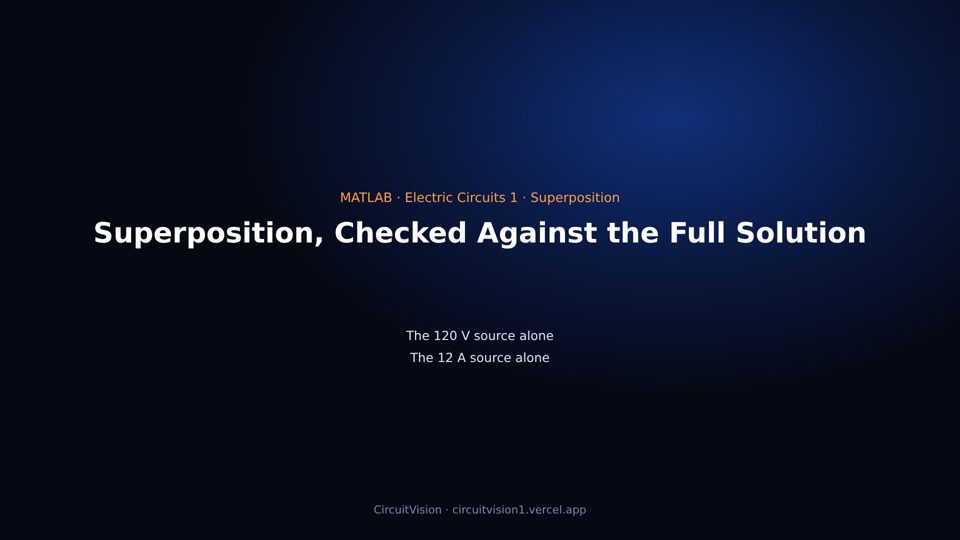 MATLAB · Electric Circuits 1 · Superposition
Superposition, Checked Against the Full Solution
The 120 V source alone
The 12 A source alone
CircuitVision · circuitvision1.vercel.app